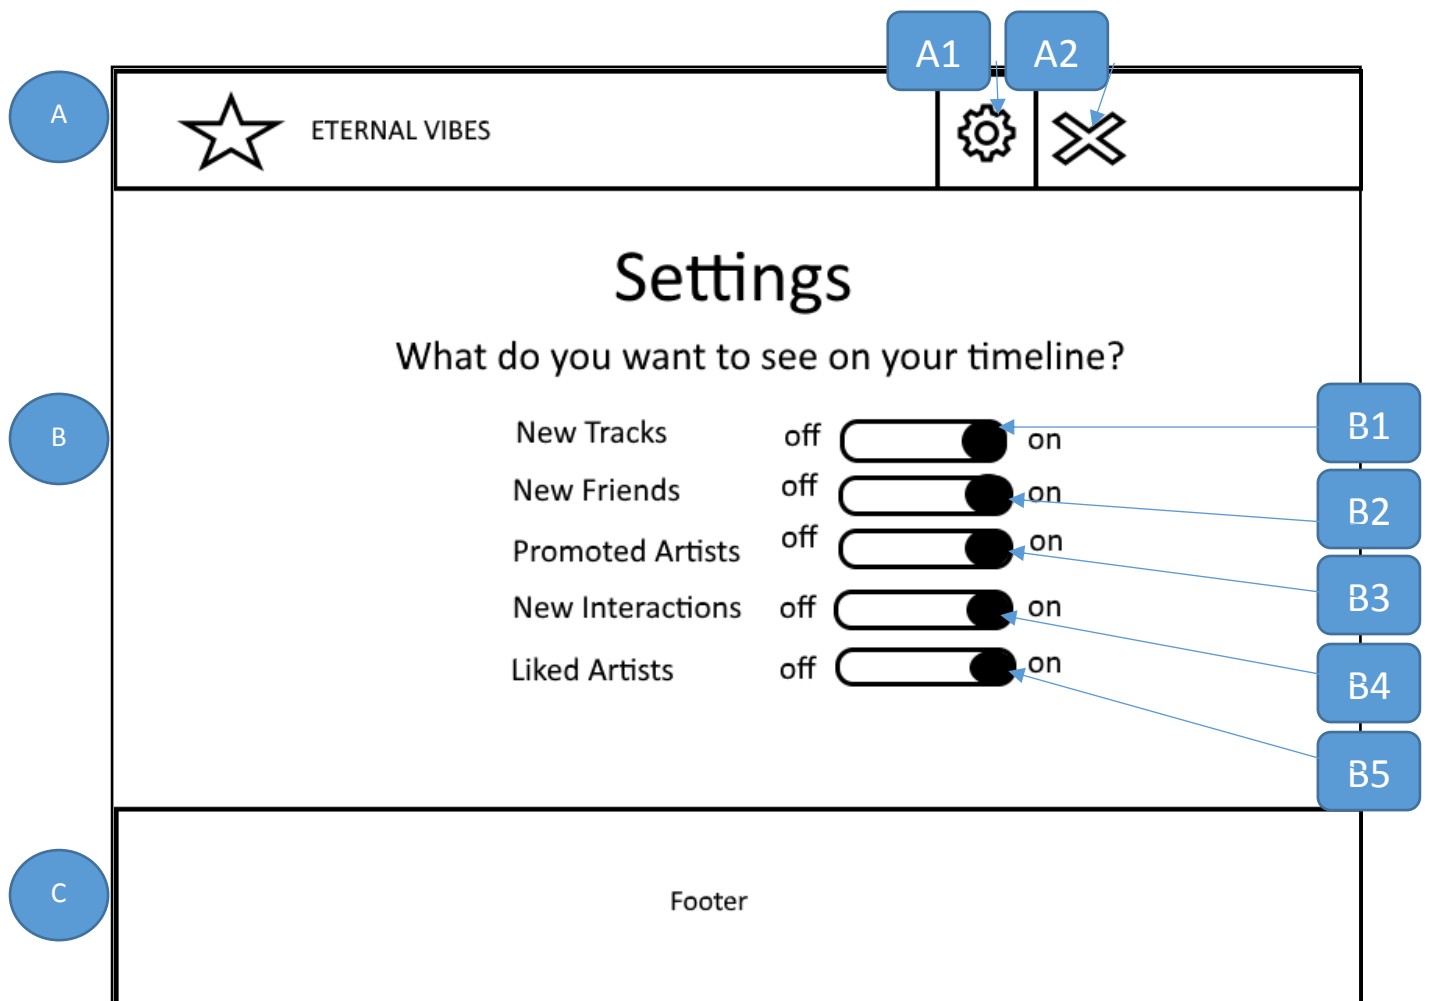 A1 A2
A
ETERNAL VIBES
Settings
What do you want to see on your timeline?
B
New Tracks off on B1
New Friends off on B2
Promoted Artists off on B3
New Interactions off on B4
Liked Artists off on B5
C
Footer